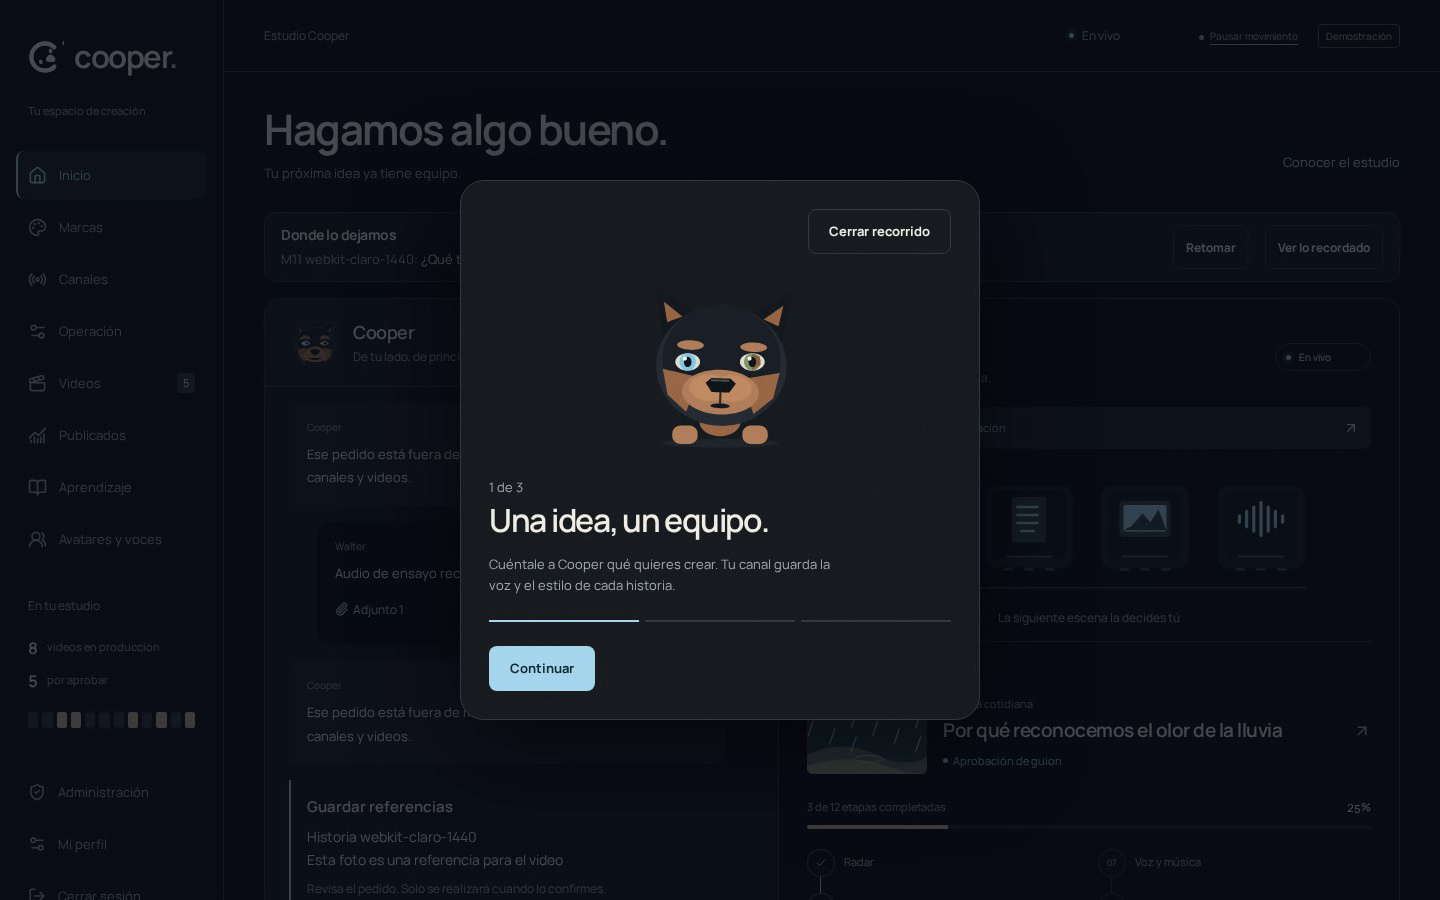 cooper.
Tu espacio de creación
Inicio
Marcas
Canales
Operación
Videos
5
Publicados
Aprendizaje
Avatares y voces
En tu estudio
8 videos en producción
5 por aprobar
Administración
Mi perfil
Cerrar sesión
Estudio Cooper
En vivo
Pausar movimiento
Demostración
Hagamos algo bueno.
Tu próxima idea ya tiene equipo.
Conocer el estudio
Donde lo dejamos
M11 webkit-claro-1440: ¿Qué
Retomar
Ver lo recordado
Cooper
De tu lado, de
Cooper
Ese pedido está fuera de
canales y videos.
Walter
Audio de ensayo
Adjunto 1
Cooper
Ese pedido está fuera de
canales y videos.
Guardar referencias
Historia webkit-claro-1440
Esta foto es una referencia para el video
Revisa el pedido. Solo se realizará cuando lo confirmes.
Cerrar recorrido
1 de 3
Una idea, un equipo.
Cuéntale a Cooper qué quieres crear. Tu canal guarda la
voz y el estilo de cada historia.
Continuar
En vivo
La siguiente escena la decides tú
cotidiana
Por qué reconocemos el olor de la lluvia
Aprobación de guion
3 de 12 etapas completadas
25%
Radar
07
Voz y música